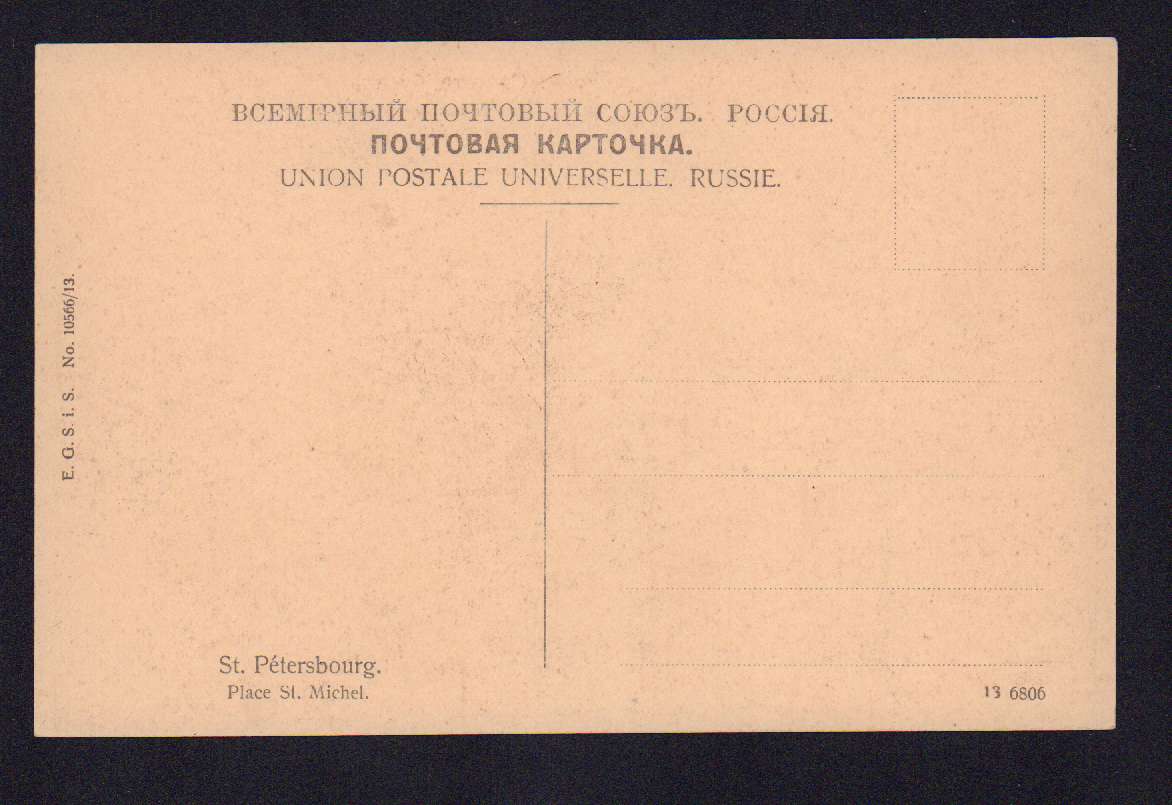 ВСЕМІРНЫЙ ПОЧТОВЫЙ СОЮЗЪ. РОССІЯ.
ПОЧТОВАЯ КАРТОЧКА.
UNION POSTALE UNIVERSELLE. RUSSIE.
E. G. S. i. S. No. 10566/13.
St. Pétersbourg.
Place St. Michel.
13 6806